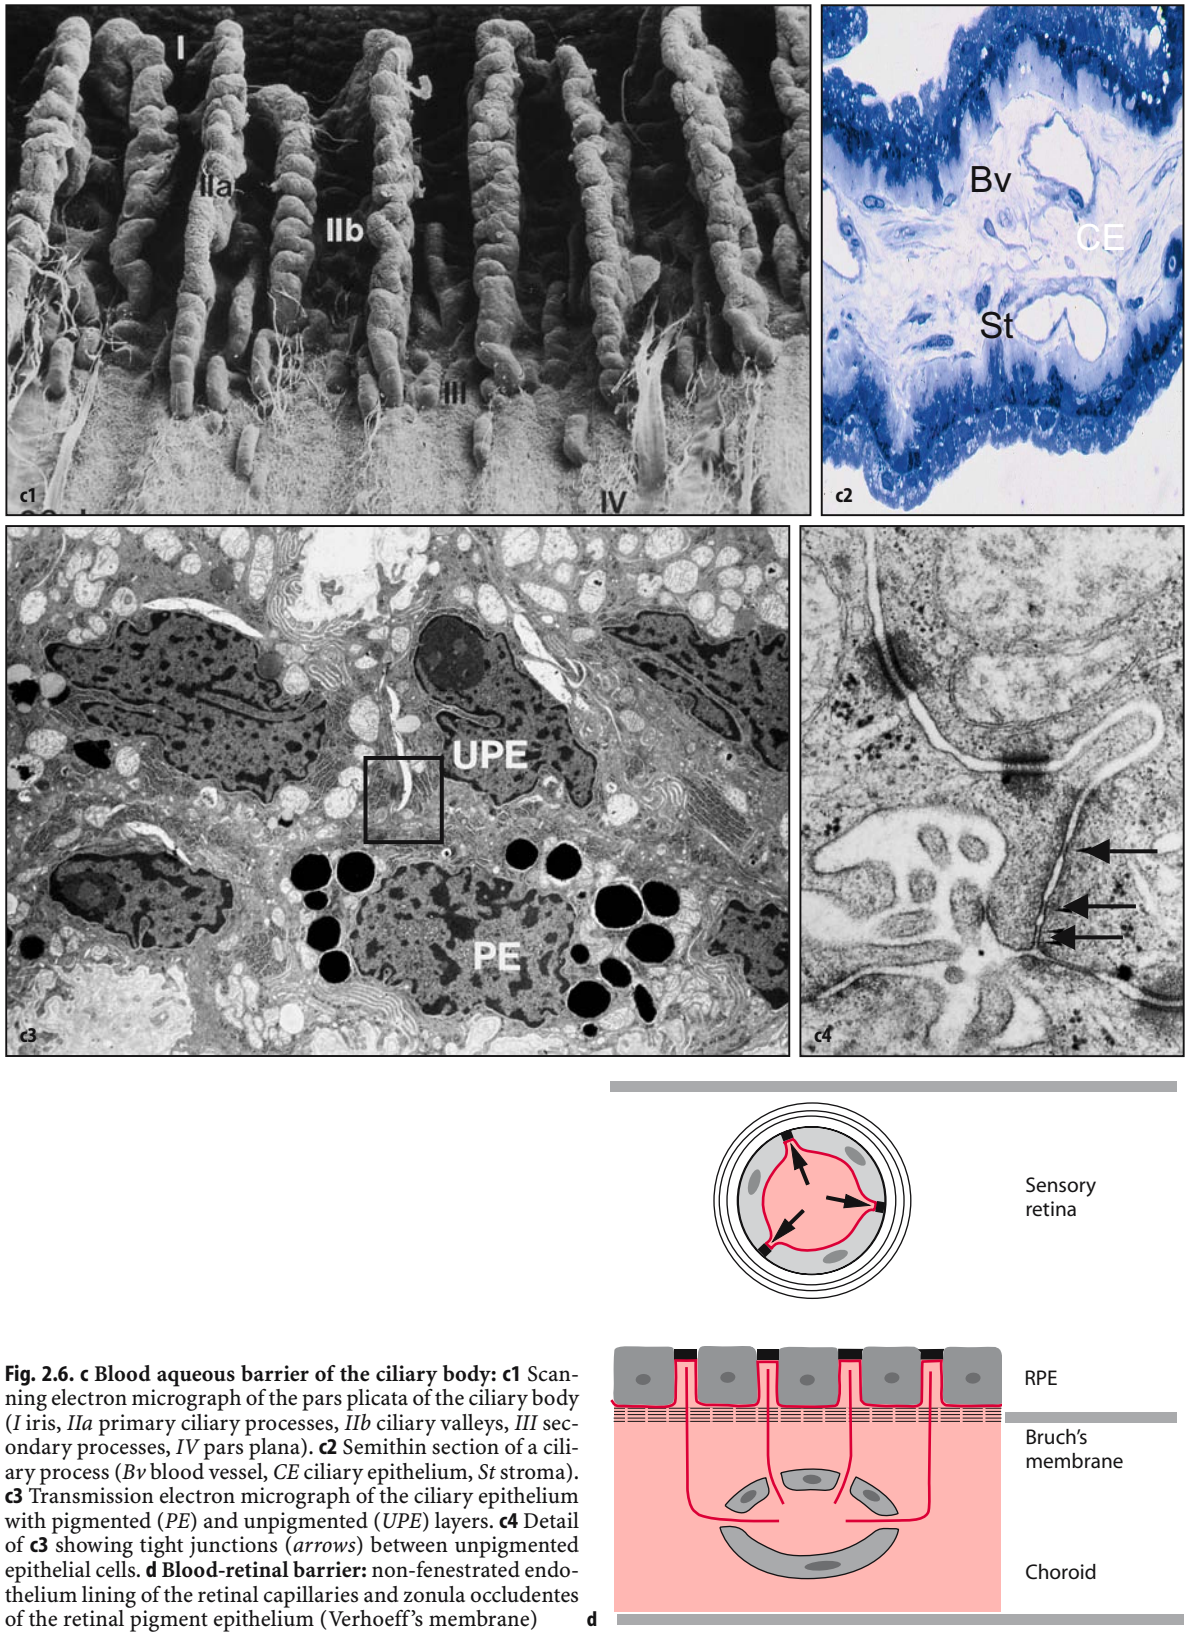 I
IIa
IIb
III
IV
c1
Bv
CE
St
c2
UPE
PE
c3
c4
Sensory
retina
RPE
Bruch's
membrane
Choroid
d
Fig. 2.6. c Blood aqueous barrier of the ciliary body: c1 Scan-
ning electron micrograph of the pars plicata of the ciliary body
(I iris, IIa primary ciliary processes, IIb ciliary valleys, III sec-
ondary processes, IV pars plana). c2 Semithin section of a cili-
ary process (Bv blood vessel, CE ciliary epithelium, St stroma).
c3 Transmission electron micrograph of the ciliary epithelium
with pigmented (PE) and unpigmented (UPE) layers. c4 Detail
of c3 showing tight junctions (arrows) between unpigmented
epithelial cells. d Blood-retinal barrier: non-fenestrated endo-
thelium lining of the retinal capillaries and zonula occludentes
of the retinal pigment epithelium (Verhoeff's membrane)